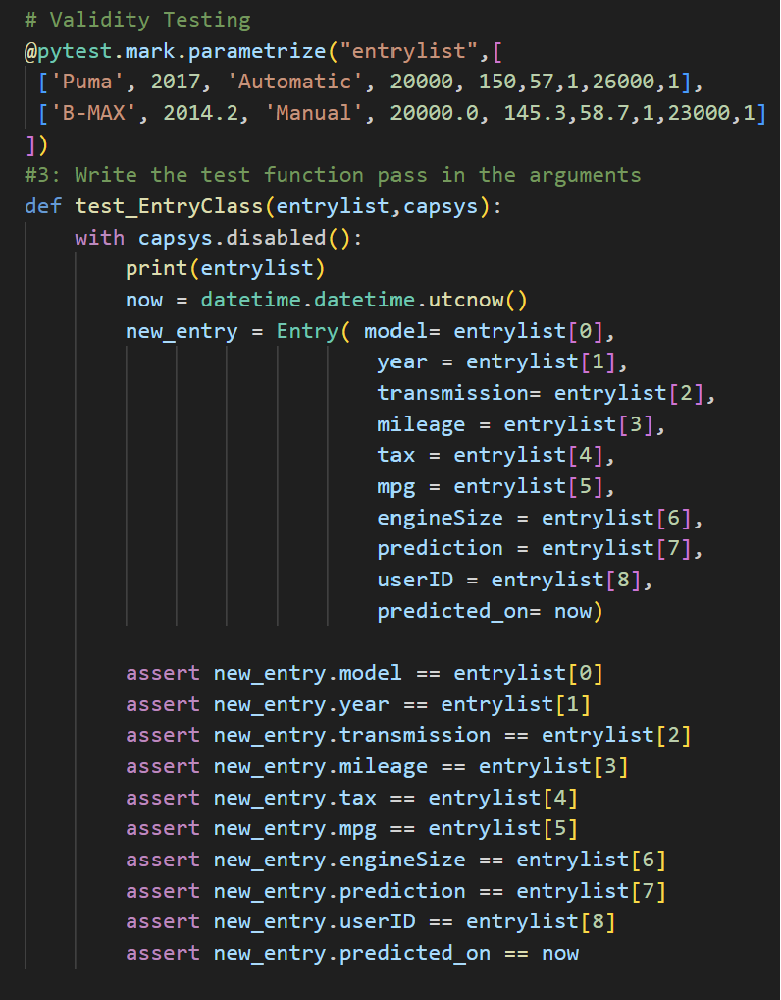 # Validity Testing
@pytest.mark.parametrize("entrylist",[
 ['Puma', 2017, 'Automatic', 20000, 150,57,1,26000,1],
 ['B-MAX', 2014.2, 'Manual', 20000.0, 145.3,58.7,1,23000,1]
])
#3: Write the test function pass in the arguments
def test_EntryClass(entrylist,capsys):
    with capsys.disabled():
        print(entrylist)
        now = datetime.datetime.utcnow()
        new_entry = Entry( model= entrylist[0],
                            year = entrylist[1],
                            transmission= entrylist[2],
                            mileage = entrylist[3],
                            tax = entrylist[4],
                            mpg = entrylist[5],
                            engineSize = entrylist[6],
                            prediction = entrylist[7],
                            userID = entrylist[8],
                            predicted_on= now)

        assert new_entry.model == entrylist[0]
        assert new_entry.year == entrylist[1]
        assert new_entry.transmission == entrylist[2]
        assert new_entry.mileage == entrylist[3]
        assert new_entry.tax == entrylist[4]
        assert new_entry.mpg == entrylist[5]
        assert new_entry.engineSize == entrylist[6]
        assert new_entry.prediction == entrylist[7]
        assert new_entry.userID == entrylist[8]
        assert new_entry.predicted_on == now